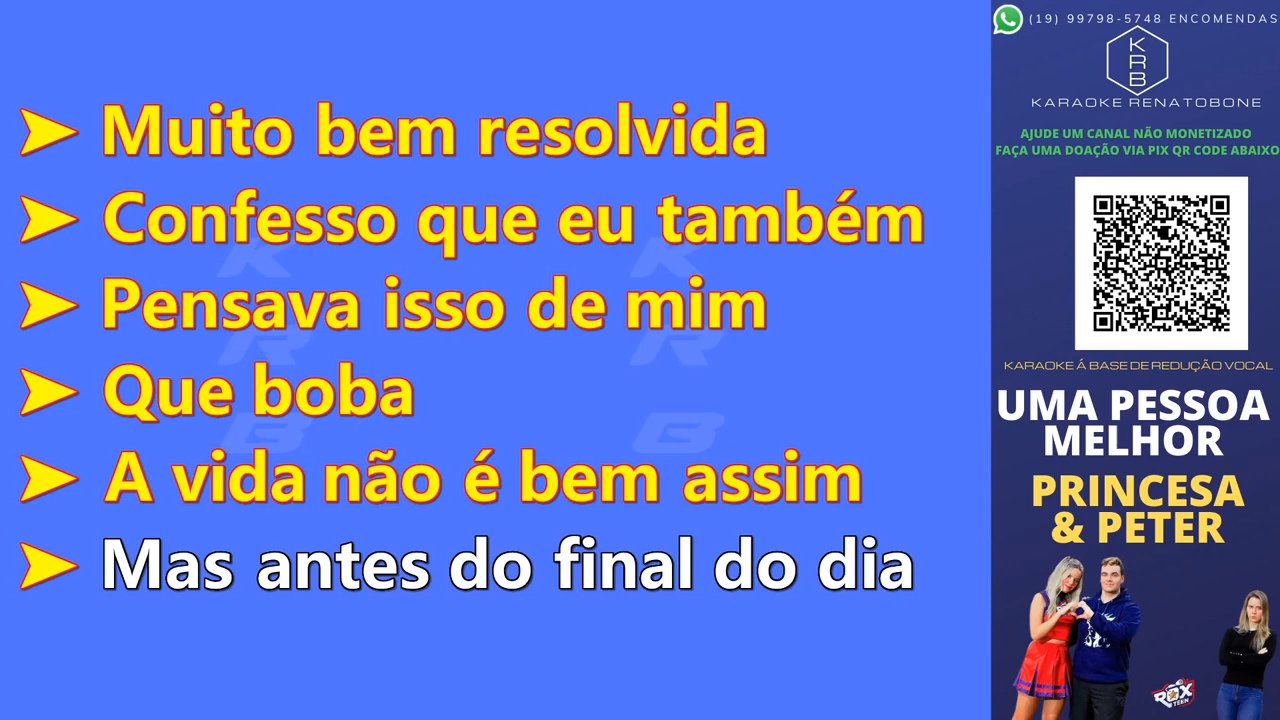 ➤ Muito bem resolvida
➤ Confesso que eu também
➤ Pensava isso de mim
➤ Que boba
➤ A vida não é bem assim
➤ Mas antes do final do dia
K
R
B
K
R
B
(19) 99798-5748 ENCOMENDAS
K
R
B
KARAOKE RENATOBONE
AJUDE UM CANAL NÃO MONETIZADO
FAÇA UMA DOAÇÃO VIA PIX QR CODE ABAIXO
KARAOKE Á BASE DE REDUÇÃO VOCAL
UMA PESSOA
MELHOR
PRINCESA
& PETER
ROX
TEEN